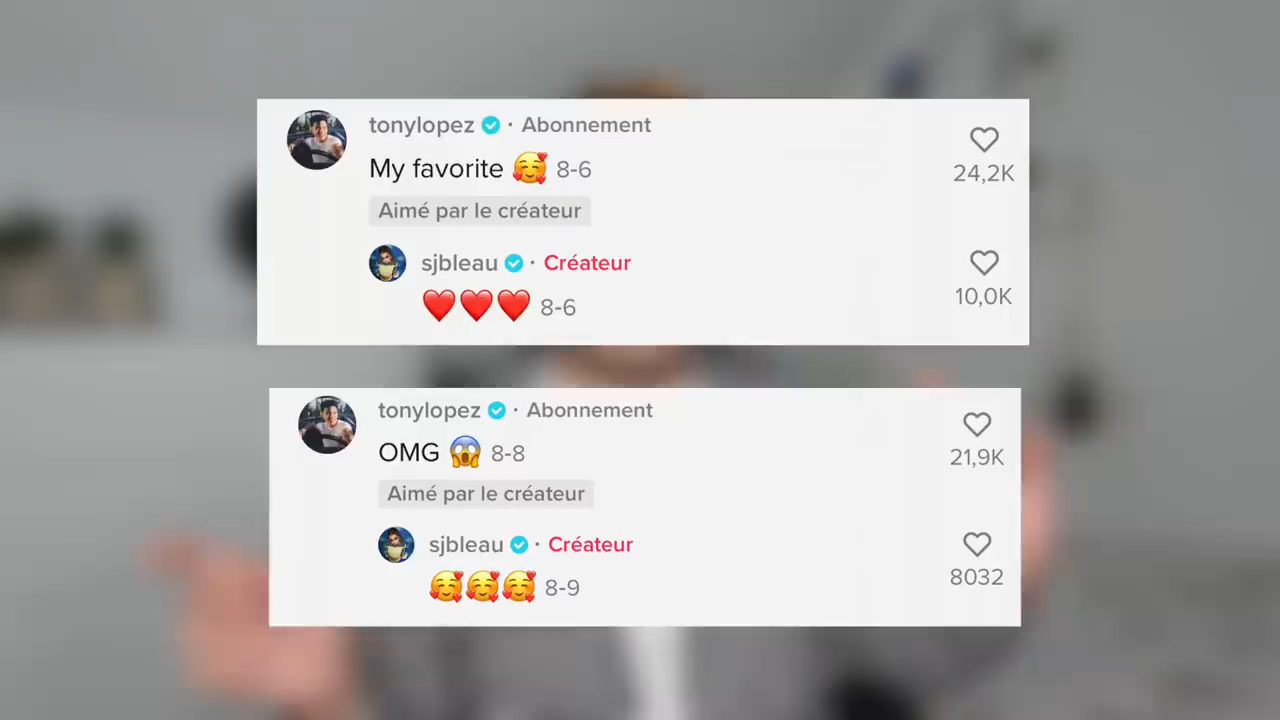 tonylopez · Abonnement
My favorite 🥰 8-6
24,2K
Aimé par le créateur
sjbleau · Créateur
❤️❤️❤️ 8-6
10,0K
tonylopez · Abonnement
OMG 😱 8-8
21,9K
Aimé par le créateur
sjbleau · Créateur
🥰🥰🥰 8-9
8032